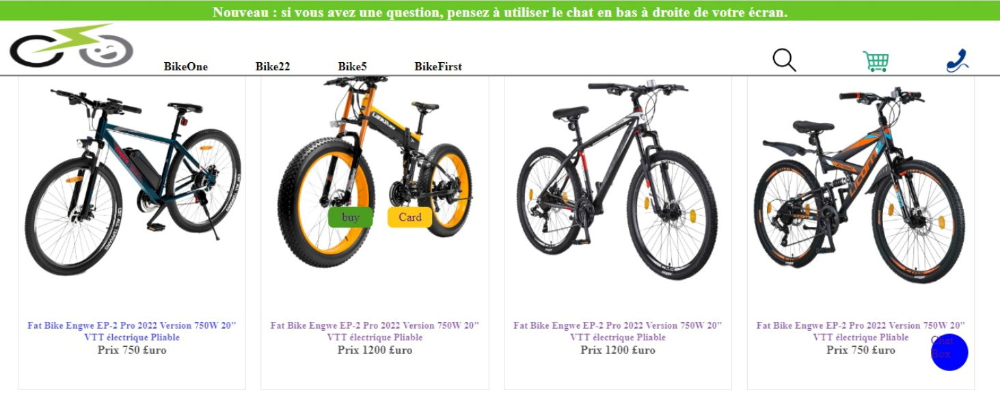 Nouveau : si vous avez une question, pensez à utiliser le chat en bas à droite de votre écran.
BikeOne Bike22 Bike5 BikeFirst
buy Card
Fat Bike Engwe EP-2 Pro 2022 Version 750W 20"
VTT électrique Pliable
Prix 750 £uro
Fat Bike Engwe EP-2 Pro 2022 Version 750W 20"
VTT électrique Pliable
Prix 1200 £uro
Fat Bike Engwe EP-2 Pro 2022 Version 750W 20"
VTT électrique Pliable
Prix 1200 £uro
Fat Bike Engwe EP-2 Pro 2022 Version 750W 20"
VTT électrique Pliable
Prix 750 £uro
Chat
Box